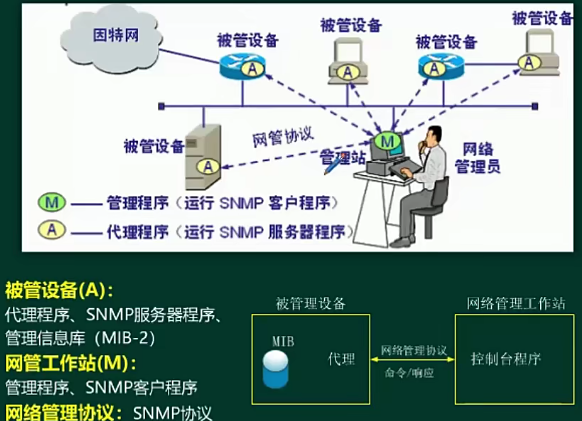 因特网
被管设备
被管设备
被管设备
被管设备
A
A
A
A
被管设备
A
网管协议
M
管理站
网络
管理员
M —— 管理程序（运行 SNMP 客户程序）
A —— 代理程序（运行 SNMP 服务器程序）
被管设备(A)：
代理程序、SNMP服务器程序、
管理信息库（MIB-2）
网管工作站(M)：
管理程序、SNMP客户程序
网络管理协议：SNMP协议
被管理设备
网络管理工作站
MIB
代理
网络管理协议
命令/响应
控制台程序